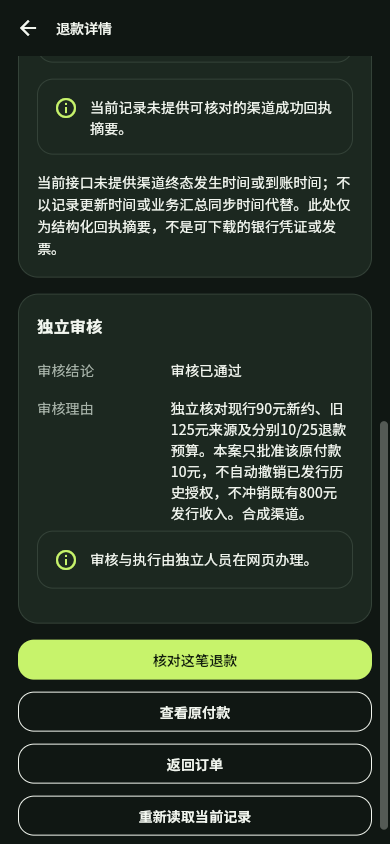 退款详情
当前记录未提供可核对的渠道成功回执
摘要。
当前接口未提供渠道终态发生时间或到账时间；不
以记录更新时间或业务汇总同步时间代替。此处仅
为结构化回执摘要，不是可下载的银行凭证或发
票。
独立审核
审核结论 审核已通过
审核理由 独立核对现行90元新约、旧
125元来源及分别10/25退款
预算。本案只批准该原付款
10元，不自动撤销已发行历
史授权，不冲销既有800元
发行收入。合成渠道。
审核与执行由独立人员在网页办理。
核对这笔退款
查看原付款
返回订单
重新读取当前记录